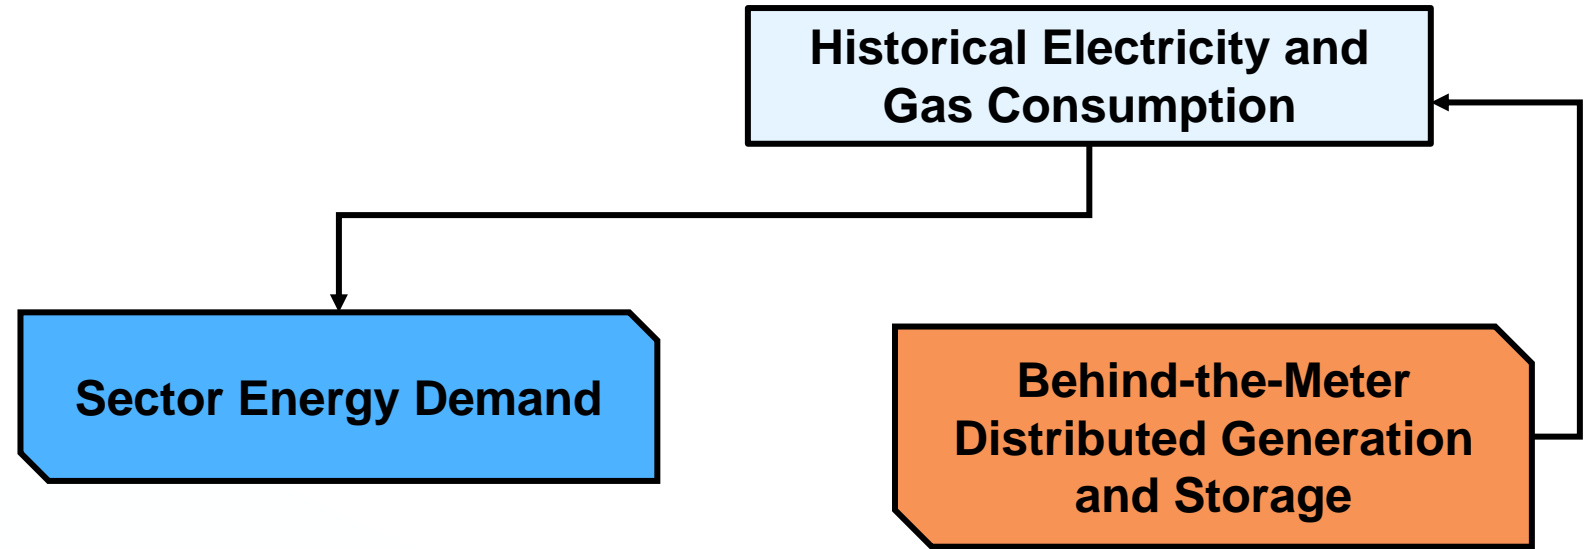 Historical Electricity and
Gas Consumption
Sector Energy Demand
Behind-the-Meter
Distributed Generation
and Storage